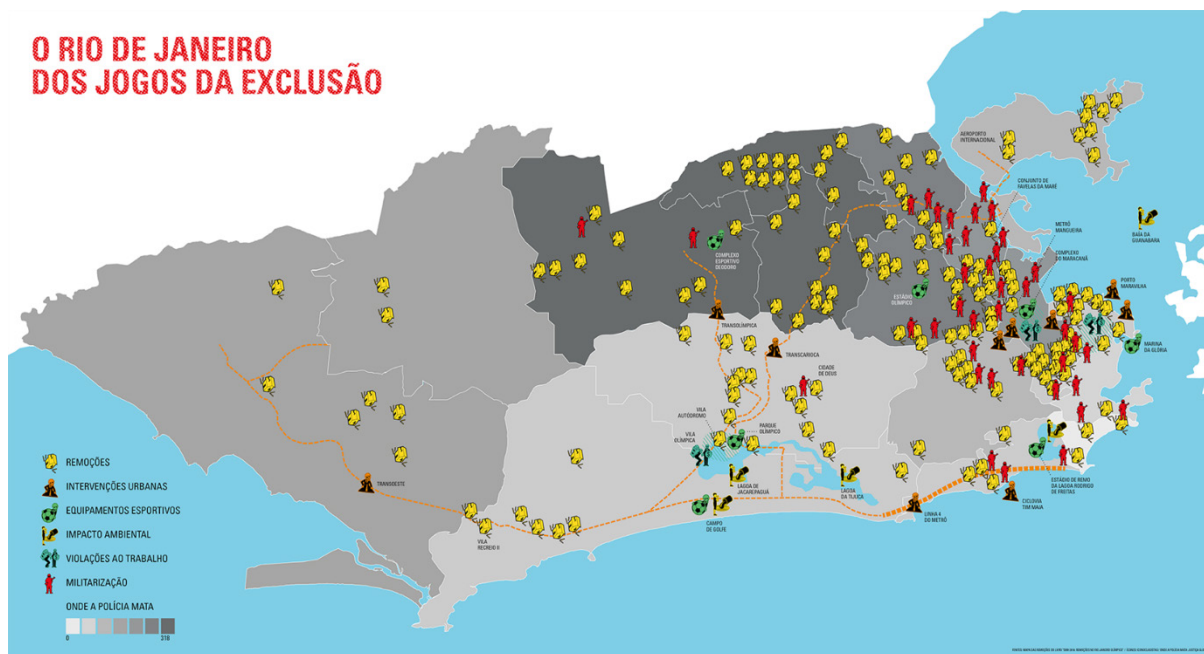 O RIO DE JANEIRO
DOS JOGOS DA EXCLUSÃO
AEROPORTO
INTERNACIONAL
CONJUNTO DE
FAVELAS DA MARÉ
METRÔ
MANGUEIRA
COMPLEXO
DO MARACANÃ
BAÍA DA
GUANABARA
PORTO
MARAVILHA
COMPLEXO
ESPORTIVO
DEODORO
ESTÁDIO
OLÍMPICO
TRANSOLÍMPICA
TRANSCARIOCA
MARINA
DA GLÓRIA
CIDADE
DE DEUS
VILA
AUTÓDROMO
PARQUE
OLÍMPICO
VILA
OLÍMPICA
LAGOA DE
JACAREPAGUÁ
LAGOA
DA TIJUCA
ESTÁDIO DE REMO
DA LAGOA RODRIGO
DE FREITAS
CICLOVIA
TIM MAIA
LINHA 4
DO METRÔ
CAMPO
DE GOLFE
TRANSOESTE
VILA
RECREIO II
REMOÇÕES
INTERVENÇÕES URBANAS
EQUIPAMENTOS ESPORTIVOS
IMPACTO AMBIENTAL
VIOLAÇÕES AO TRABALHO
MILITARIZAÇÃO
ONDE A POLÍCIA MATA
0 318